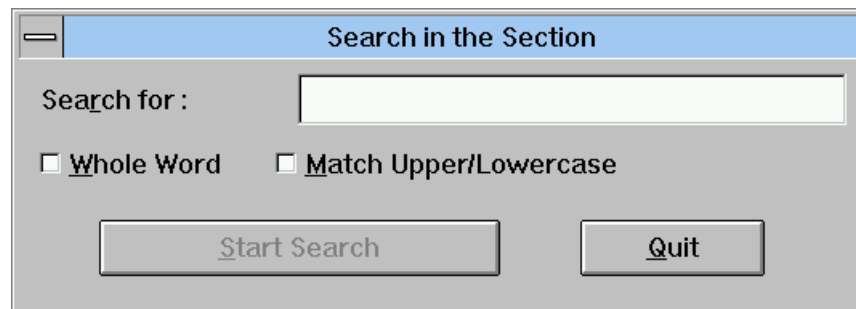 Search in the Section
Search for :
Whole Word Match Upper/Lowercase
Start Search Quit